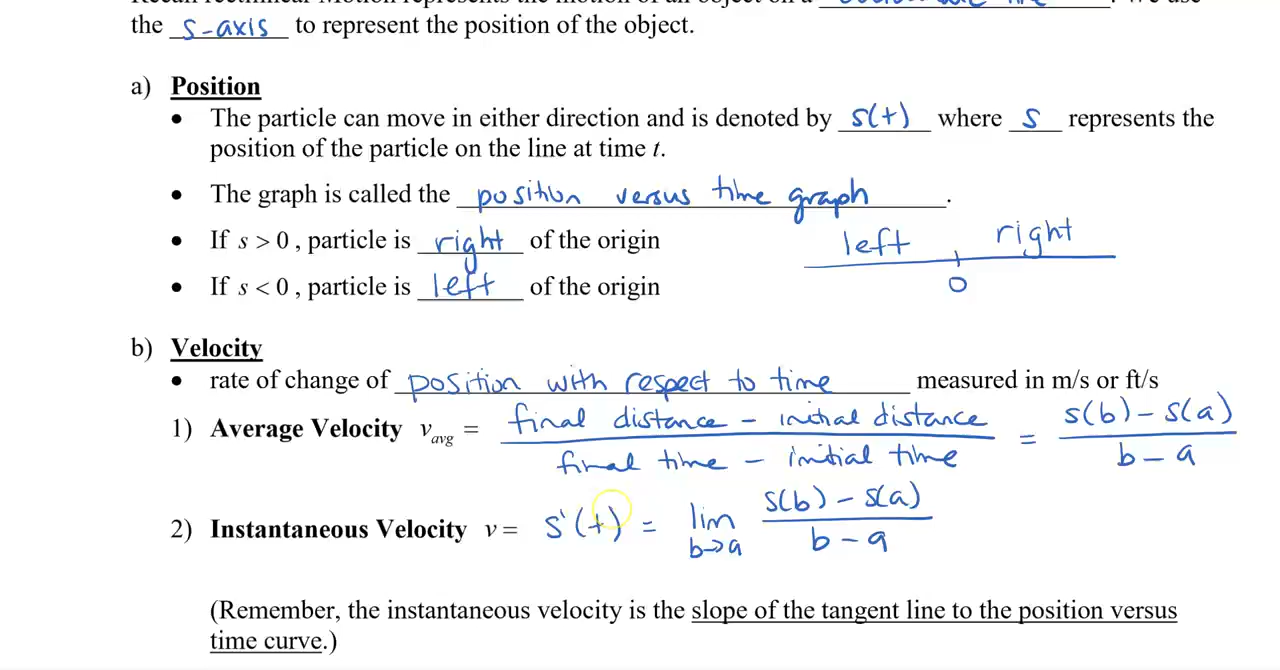 the s-axis to represent the position of the object.
a) Position
• The particle can move in either direction and is denoted by s(t) where s represents the
position of the particle on the line at time t.
• The graph is called the position versus time graph.
• If s > 0, particle is right of the origin
left right
0
• If s < 0, particle is left of the origin
b) Velocity
• rate of change of position with respect to time measured in m/s or ft/s
1) Average Velocity v_avg = (final distance - initial distance) / (final time - initial time) = (s(b) - s(a)) / (b - a)
2) Instantaneous Velocity v = s'(t) = lim b→a (s(b) - s(a)) / (b - a)
(Remember, the instantaneous velocity is the slope of the tangent line to the position versus
time curve.)